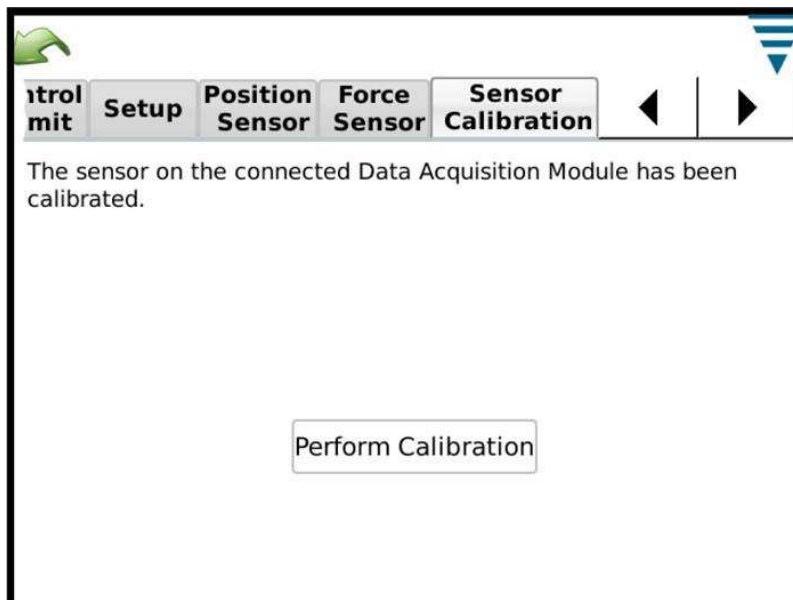 ntrol
mit
Setup
Position
Sensor
Force
Sensor
Sensor
Calibration
The sensor on the connected Data Acquisition Module has been
calibrated.
Perform Calibration